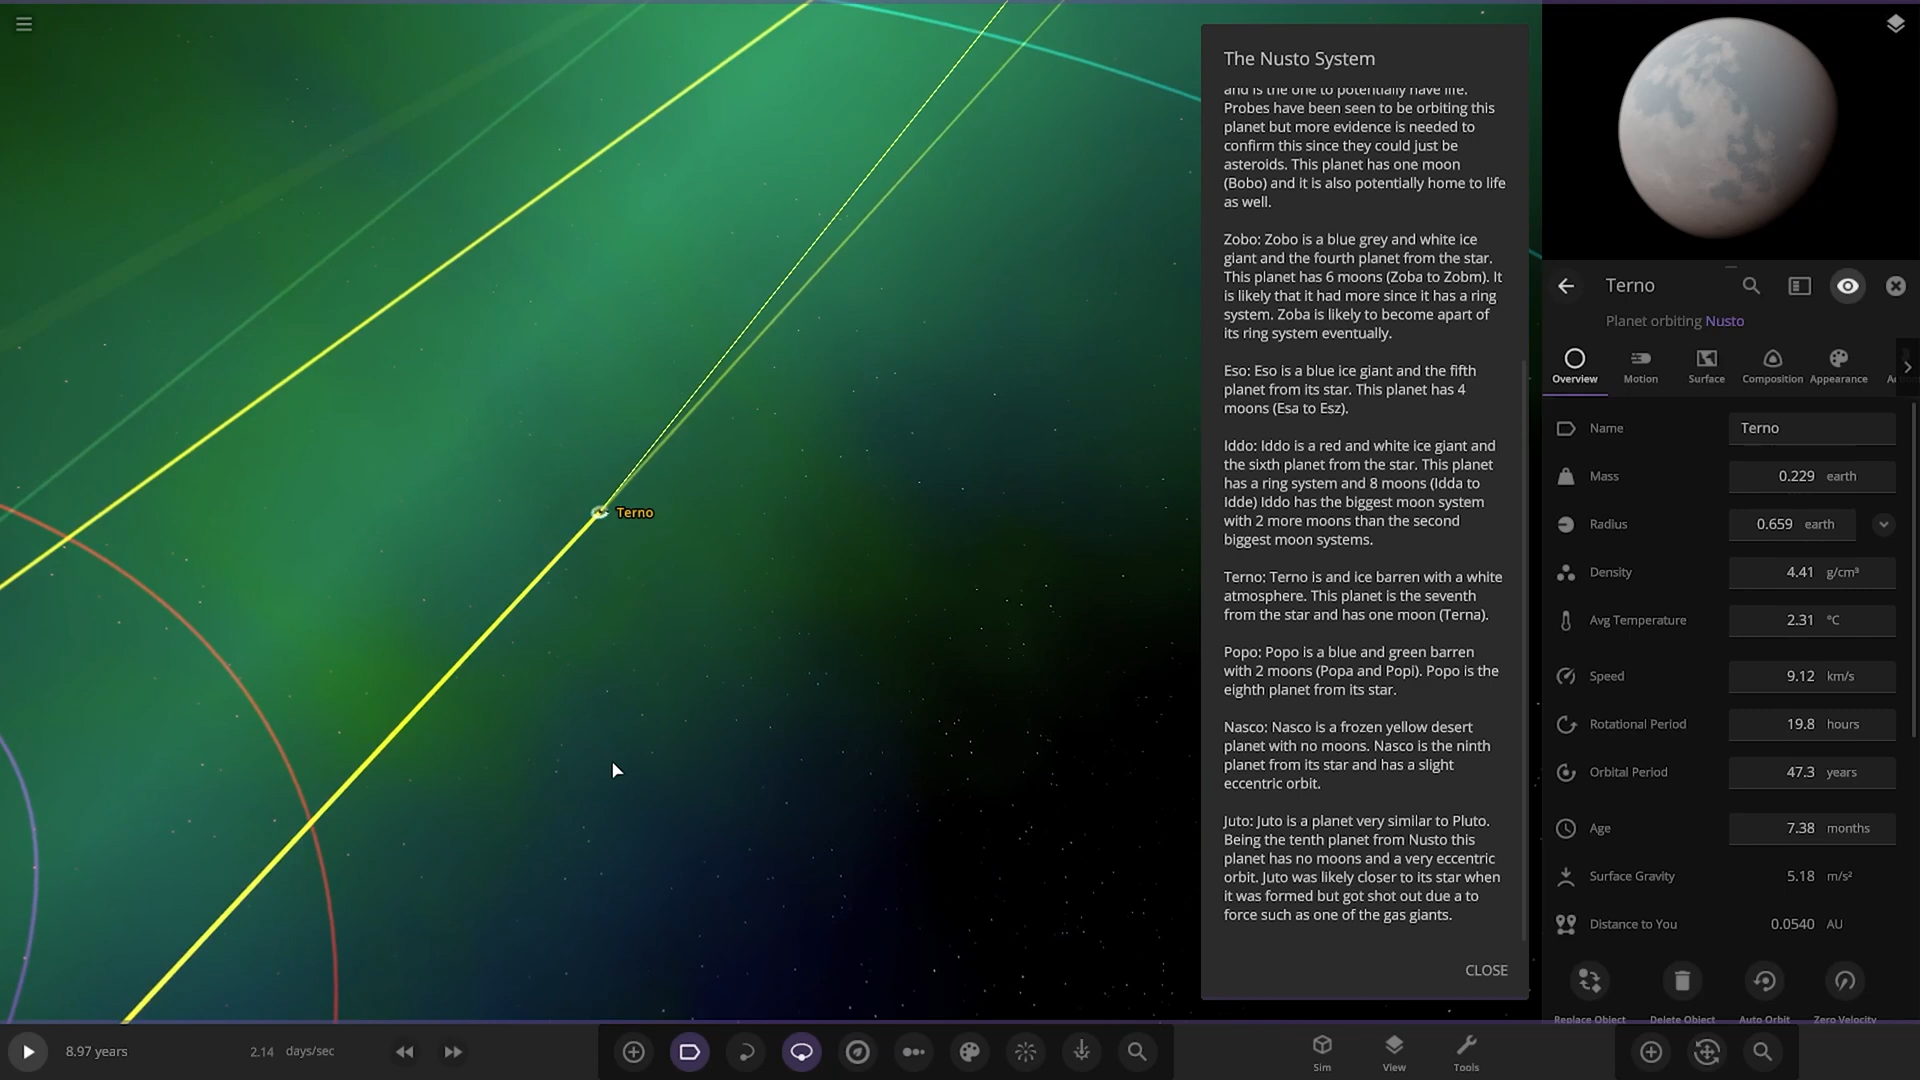 The Nusto System
and is the one to potentially have life.
Probes have been seen to be orbiting this
planet but more evidence is needed to
confirm this since they could just be
asteroids. This planet has one moon
(Bobo) and it is also potentially home to life
as well.
Zobo: Zobo is a blue grey and white ice
giant and the fourth planet from the star.
This planet has 6 moons (Zoba to Zobm). It
is likely that it had more since it has a ring
system. Zoba is likely to become apart of
its ring system eventually.
Eso: Eso is a blue ice giant and the fifth
planet from its star. This planet has 4
moons (Esa to Esz).
Iddo: Iddo is a red and white ice giant and
the sixth planet from the star. This planet
has a ring system and 8 moons (Idda to
Idde) Iddo has the biggest moon system
with 2 more moons than the second
biggest moon systems.
Terno: Terno is and ice barren with a white
atmosphere. This planet is the seventh
from the star and has one moon (Terna).
Popo: Popo is a blue and green barren
with 2 moons (Popa and Popi). Popo is the
eighth planet from its star.
Nasco: Nasco is a frozen yellow desert
planet with no moons. Nasco is the ninth
planet from its star and has a slight
eccentric orbit.
Juto: Juto is a planet very similar to Pluto.
Being the tenth planet from Nusto this
planet has no moons and a very eccentric
orbit. Juto was likely closer to its star when
it was formed but got shot out due a to
force such as one of the gas giants.
CLOSE
Terno
Terno
Planet orbiting Nusto
Overview Motion Surface Composition Appearance
Name Terno
Mass 0.229 earth
Radius 0.659 earth
Density 4.41 g/cm³
Avg Temperature 2.31 °C
Speed 9.12 km/s
Rotational Period 19.8 hours
Orbital Period 47.3 years
Age 7.38 months
Surface Gravity 5.18 m/s²
Distance to You 0.0540 AU
Replace Object Delete Object Auto Orbit Zero Velocity
8.97 years 2.14 days/sec
Sim View Tools